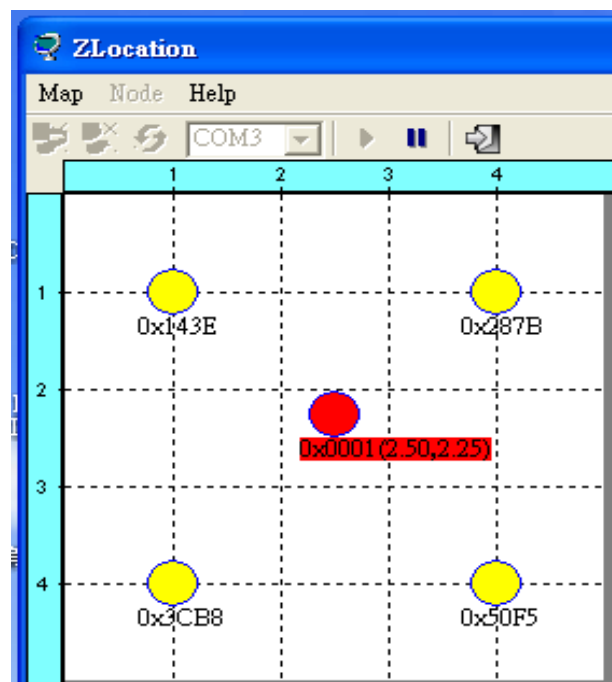 ZLocation
Map Node Help
COM3
1 2 3 4
1
0x143E 0x287B
2
0x0001(2.50,2.25)
3
4
0x3CB8 0x50F5